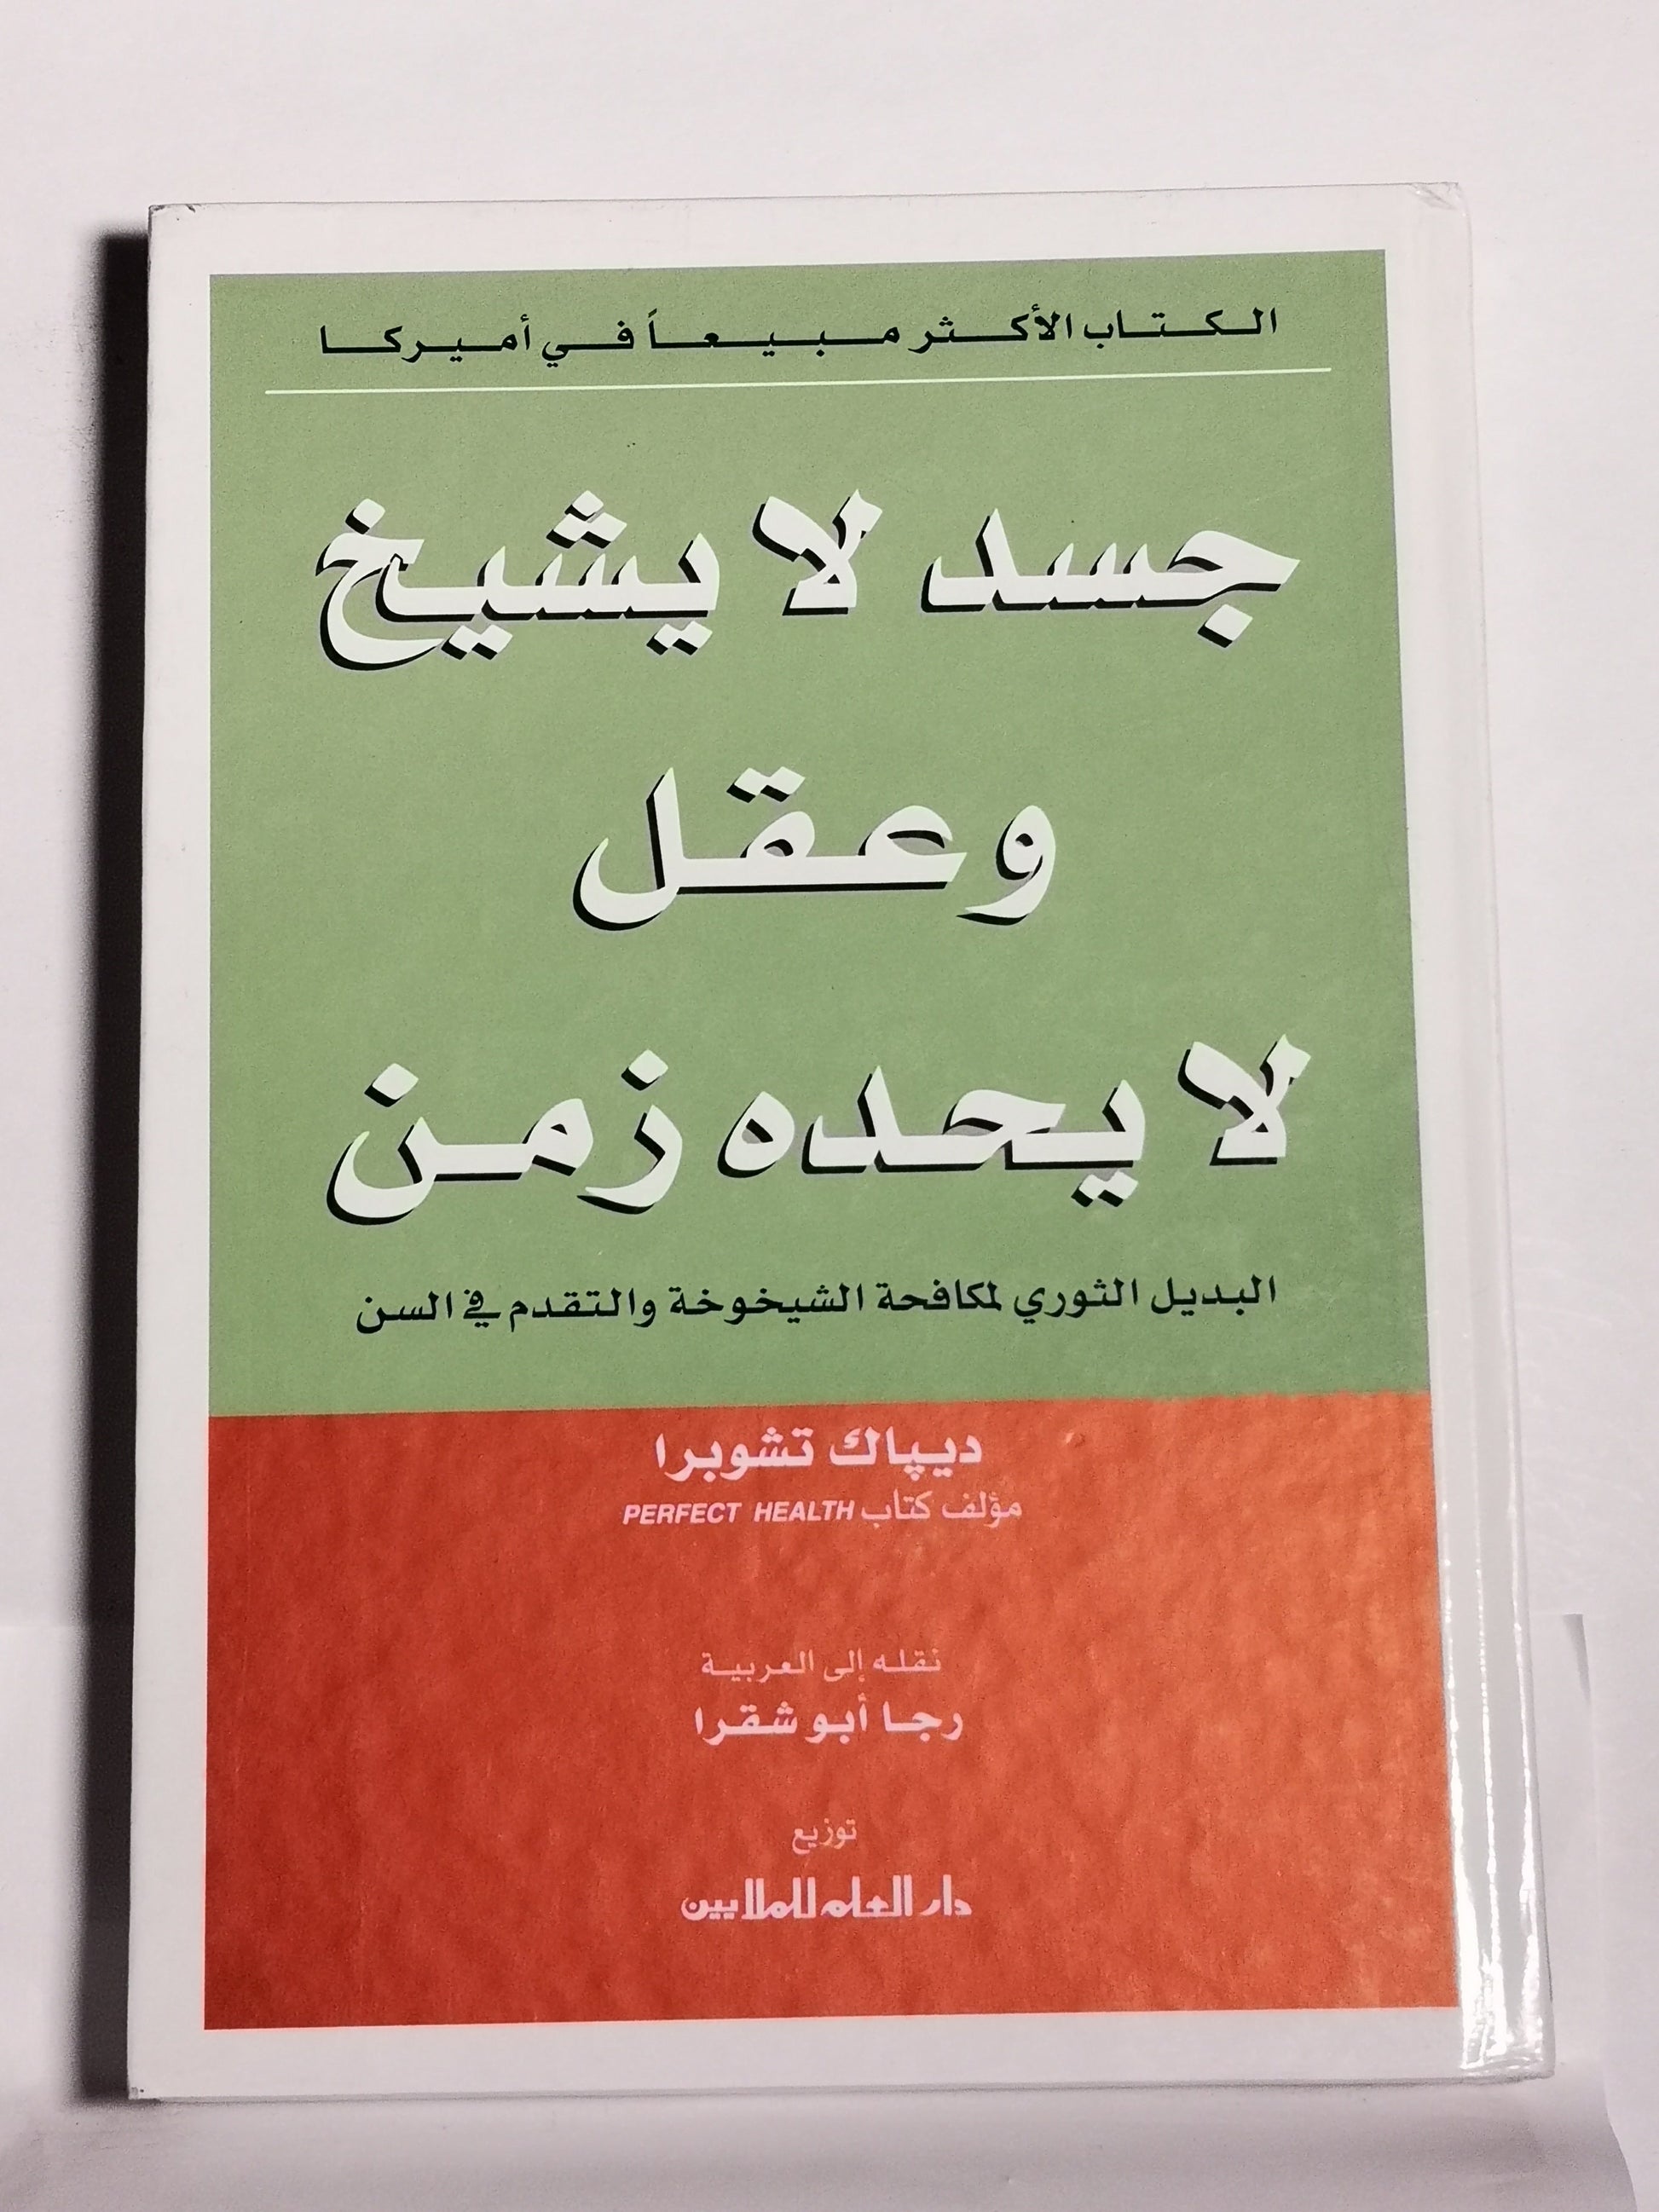 الكتاب الأكثر مبيعاً في أميركا
جسد لا يشيخ
وعقل
لا يحده زمن
البديل الثوري لمكافحة الشيخوخة والتقدم في السن
ديپاك تشوبرا
مؤلف كتاب PERFECT HEALTH
نقله إلى العربية
رجا أبو شقرا
توزيع
دار العلم للملايين